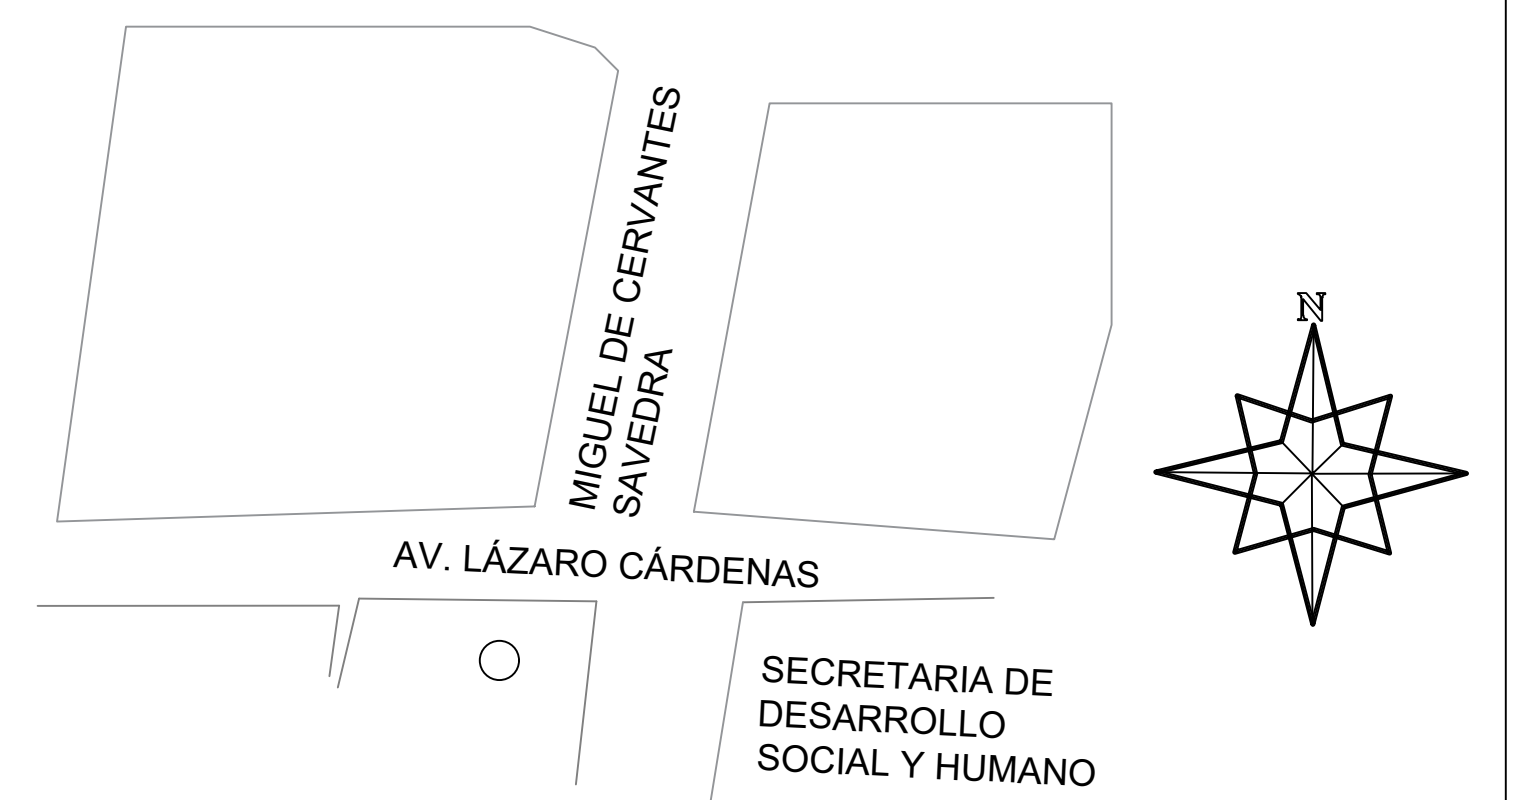 MIGUEL DE CERVANTES
SAVEDRA
N
AV. LÁZARO CÁRDENAS
SECRETARIA DE
DESARROLLO
SOCIAL Y HUMANO